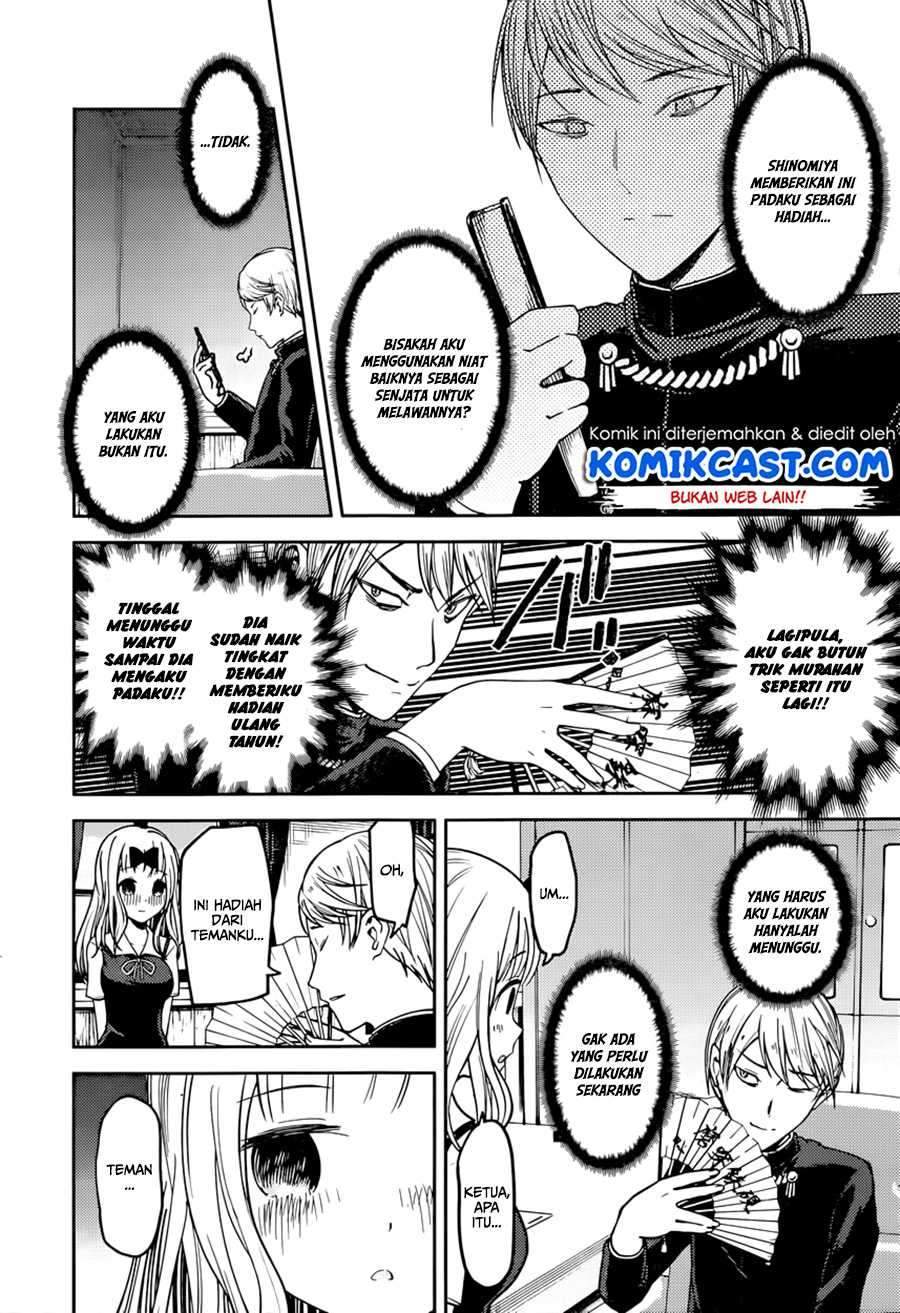 SHINOMIYA
MEMBERIKAN INI
PADAKU SEBAGAI
HADIAH...
BISAKAH AKU
MENGGUNAKAN NIAT
BAIKNYA SEBAGAI
SENJATA UNTUK
MELAWANNYA?
Komik ini diterjemahkan & diedit oleh
KOMIKCAST.COM
BUKAN WEB LAIN!!
...TIDAK.
YANG AKU
LAKUKAN
BUKAN ITU.
LAGIPULA,
AKU GAK BUTUH
TRIK MURAHAN
SEPERTI ITU
LAGI!!
DIA
SUDAH NAIK
TINGKAT
DENGAN
MEMBERIKU
HADIAH
ULANG
TAHUN!
TINGGAL
MENUNGGU
WAKTU
SAMPAI DIA
MENGAKU
PADAKU!!
YANG HARUS
AKU LAKUKAN
HANYALAH
MENUNGGU.
UM...
GAK ADA
YANG PERLU
DILAKUKAN
SEKARANG
KETUA,
APA
ITU...
OH,
INI HADIAH
DARI
TEMANKU...
TEMAN
...